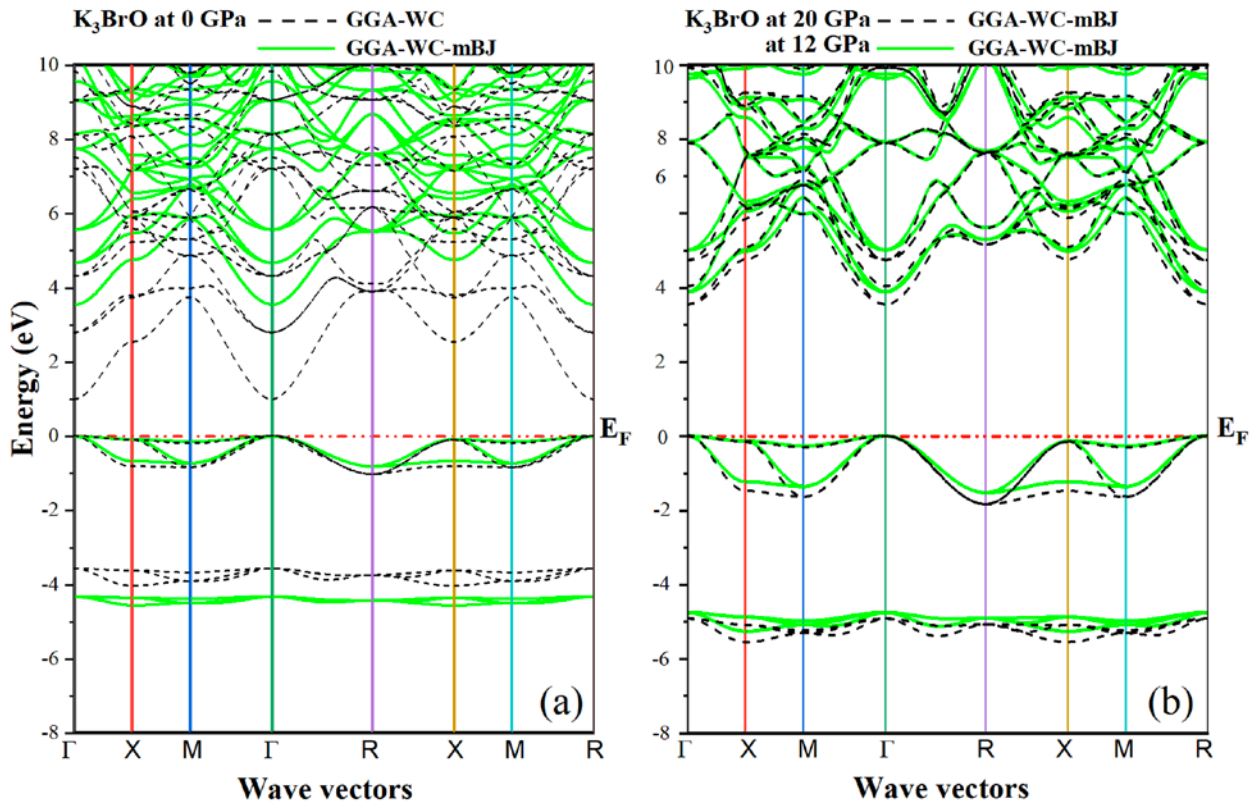 K₃BrO at 0 GPa GGA-WC
GGA-WC-mBJ
K₃BrO at 20 GPa GGA-WC-mBJ
at 12 GPa GGA-WC-mBJ
Energy (eV)
10
8
6
4
2
0
-2
-4
-6
-8
E_F
(a)
Γ X M Γ R X M R
Wave vectors
10
8
6
4
2
0
-2
-4
-6
-8
E_F
(b)
Γ X M Γ R X M R
Wave vectors